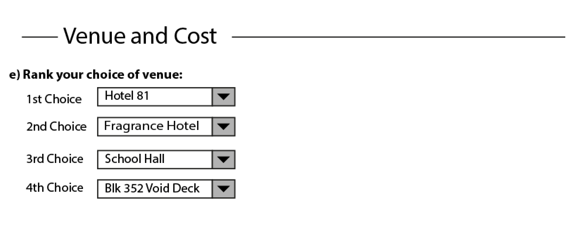 Venue and Cost
e) Rank your choice of venue:
1st Choice Hotel 81
2nd Choice Fragrance Hotel
3rd Choice School Hall
4th Choice Blk 352 Void Deck